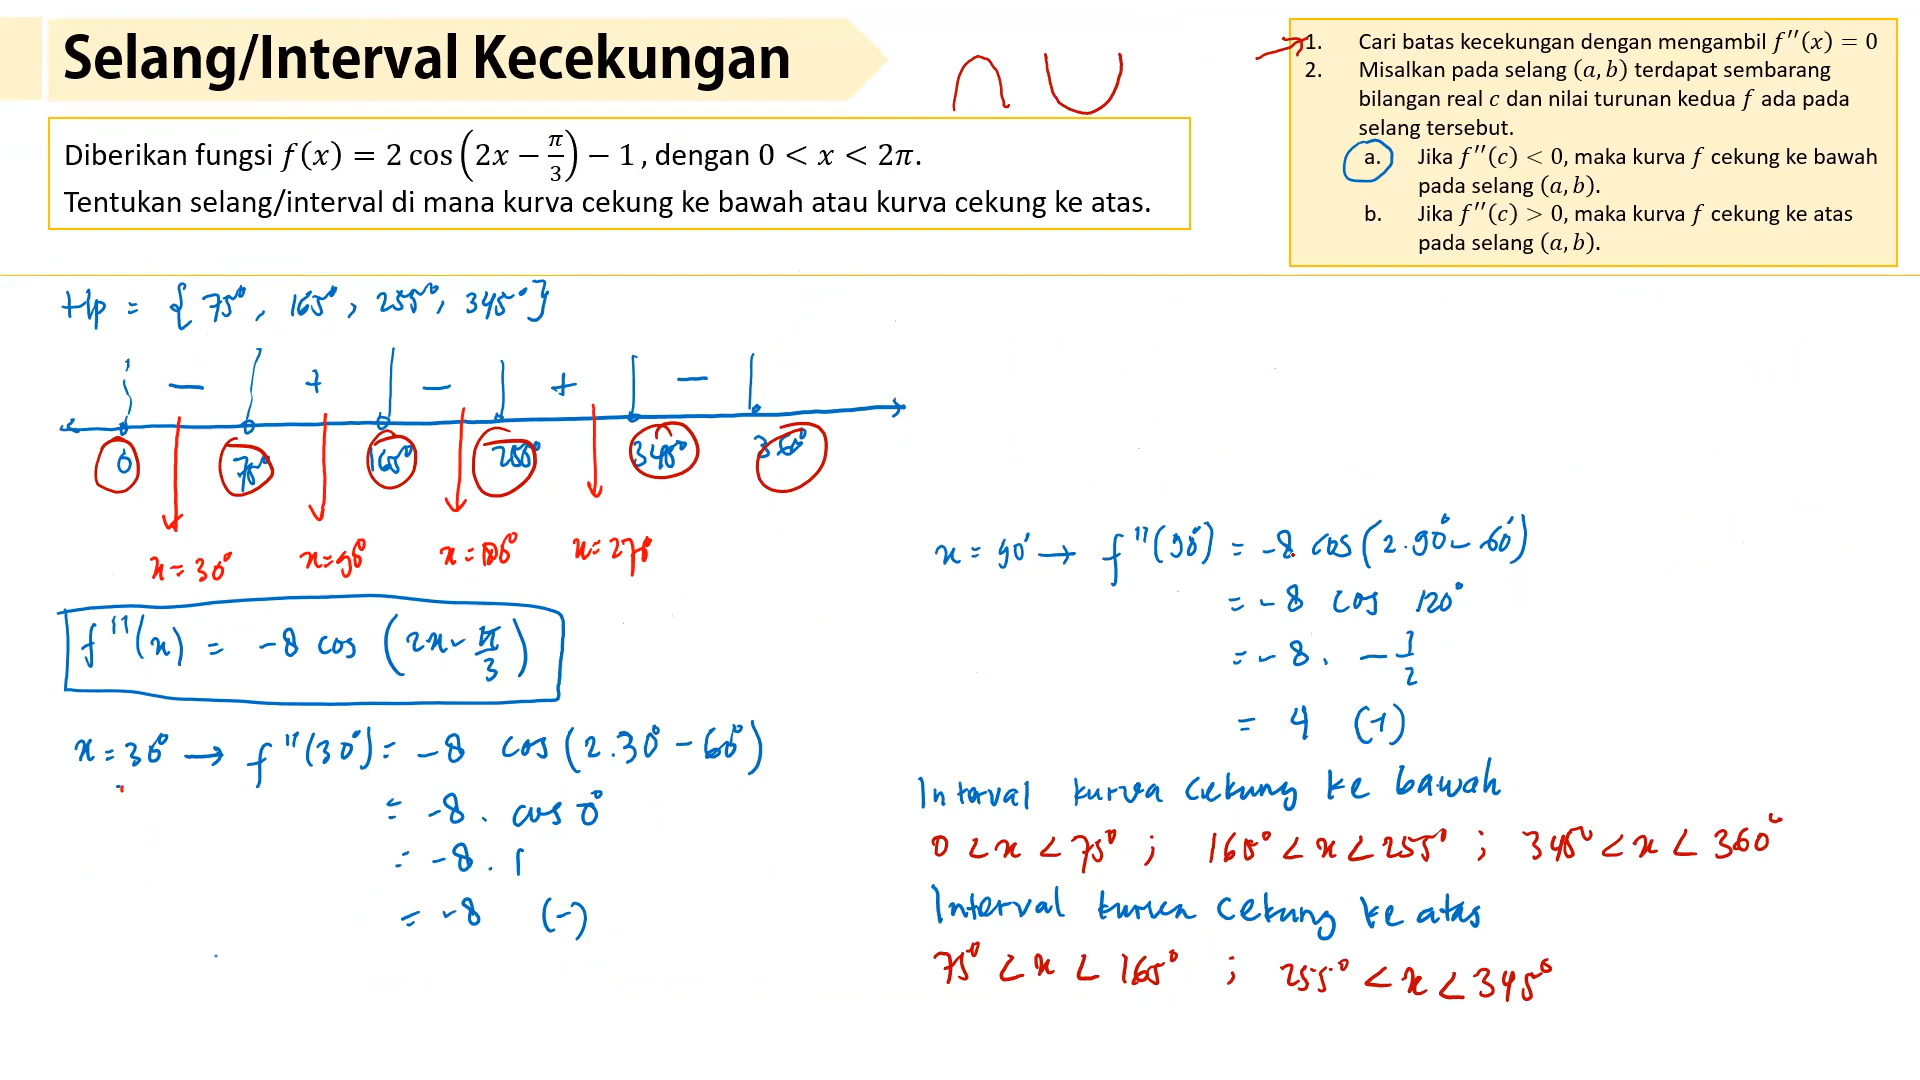 Selang/Interval Kecekungan
1. Cari batas kecekungan dengan mengambil f′′(x) = 0
2. Misalkan pada selang (a, b) terdapat sembarang
bilangan real c dan nilai turunan kedua f ada pada
selang tersebut.
a. Jika f′′(c) < 0, maka kurva f cekung ke bawah
pada selang (a, b).
b. Jika f′′(c) > 0, maka kurva f cekung ke atas
pada selang (a, b).
Diberikan fungsi f(x) = 2 cos(2x − π/3) − 1, dengan 0 < x < 2π.
Tentukan selang/interval di mana kurva cekung ke bawah atau kurva cekung ke atas.
Hp = {75°, 165°, 255°, 345°}
− + − + −
0 75° 165° 255° 345° 360°
x = 30° x = 90° x = 270°
f''(x) = -8 cos (2x - π/3)
x = 30° → f''(30°) = -8 cos (2.30° - 60°)
= -8 . cos 0°
= -8 . 1
= -8 (-)
x = 90° → f''(90°) = -8 cos (2.90° - 60°)
= -8 cos 120°
= -8 . - 1/2
= 4 (+)
Interval kurva cekung ke bawah
0 < x < 75° ; 165° < x < 255° ; 345° < x < 360°
Interval kurva cekung ke atas
75° < x < 165° ; 255° < x < 345°